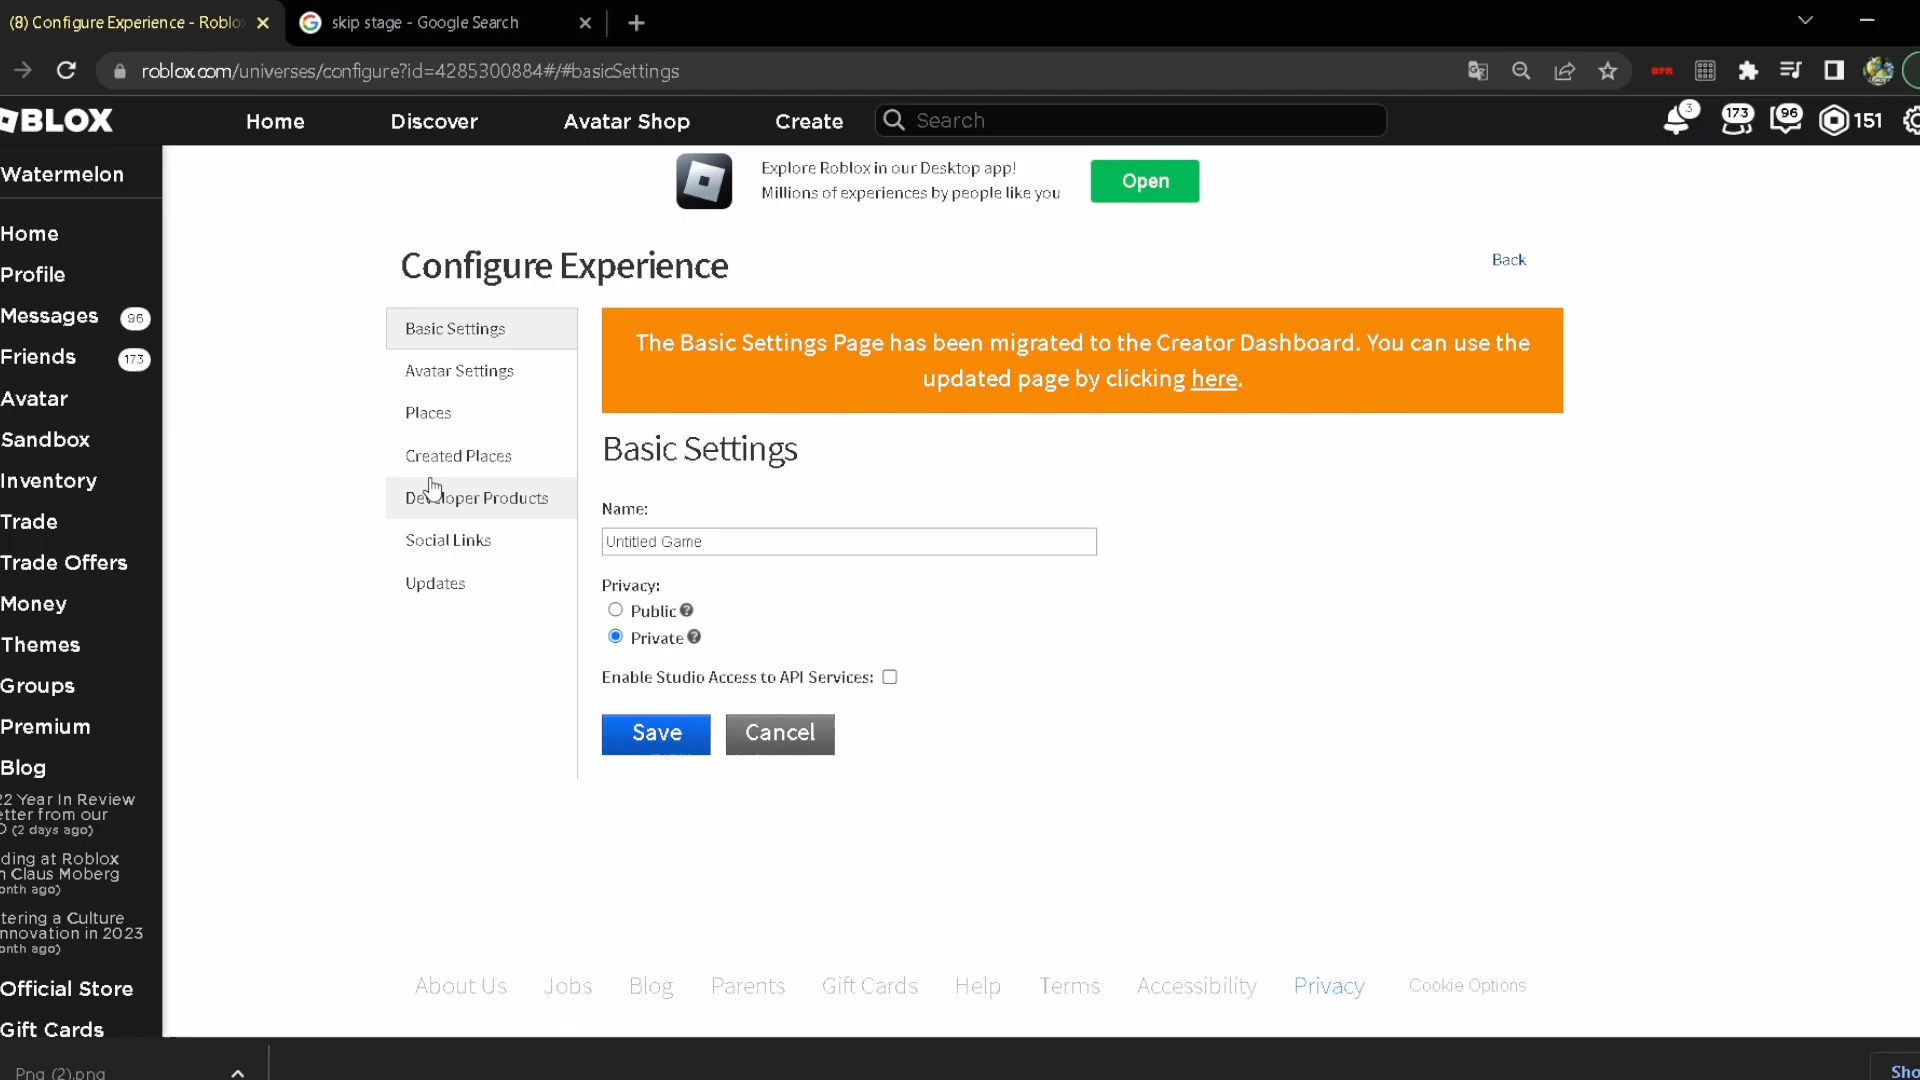 (8) Configure Experience - Roblo
skip stage - Google Search
roblox.com/universes/configure?id=4285300884#/#basicSettings
BLOX
Home
Discover
Avatar Shop
Create
Search
3
173
96
151
Watermelon
Home
Profile
Messages 96
Friends 173
Avatar
Sandbox
Inventory
Trade
Trade Offers
Money
Themes
Groups
Premium
Blog
22 Year In Review
etter from our
O (2 days ago)
ding at Roblox
n Claus Moberg
onth ago)
tering a Culture
nnovation in 2023
onth ago)
Official Store
Gift Cards
Explore Roblox in our Desktop app!
Millions of experiences by people like you
Open
Configure Experience
Back
Basic Settings
Avatar Settings
Places
Created Places
Developer Products
Social Links
Updates
The Basic Settings Page has been migrated to the Creator Dashboard. You can use the
updated page by clicking here.
Basic Settings
Name:
Untitled Game
Privacy:
Public
Private
Enable Studio Access to API Services:
Save
Cancel
About Us
Jobs
Blog
Parents
Gift Cards
Help
Terms
Accessibility
Privacy
Cookie Options
Png (2).png
Sho